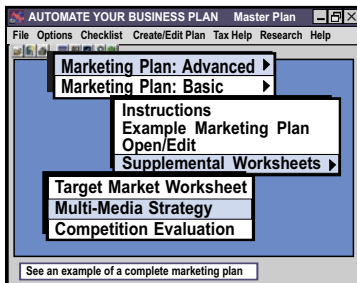 AUTOMATE YOUR BUSINESS PLAN Master Plan
File Options Checklist Create/Edit Plan Tax Help Research Help
Marketing Plan: Advanced
Marketing Plan: Basic
Instructions
Example Marketing Plan
Open/Edit
Supplemental Worksheets
Target Market Worksheet
Multi-Media Strategy
Competition Evaluation
See an example of a complete marketing plan